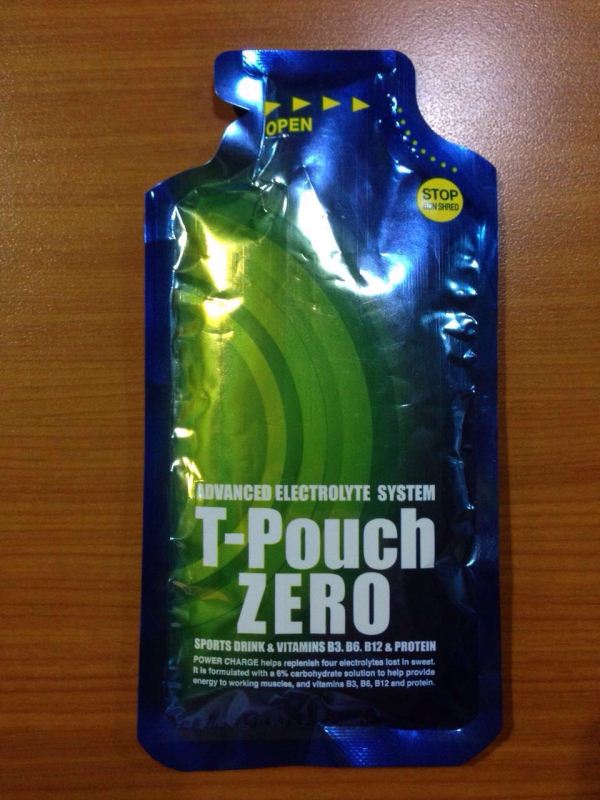 OPEN
STOP
ADVANCED ELECTROLYTE SYSTEM
T-Pouch
ZERO
SPORTS DRINK & VITAMINS B3, B6, B12 & PROTEIN
POWER CHARGE helps replenish four electrolytes lost in sweat.
It is formulated with a 6% carbohydrate solution to help provide
energy to working muscles, and vitamins B3, B6, B12 and protein.